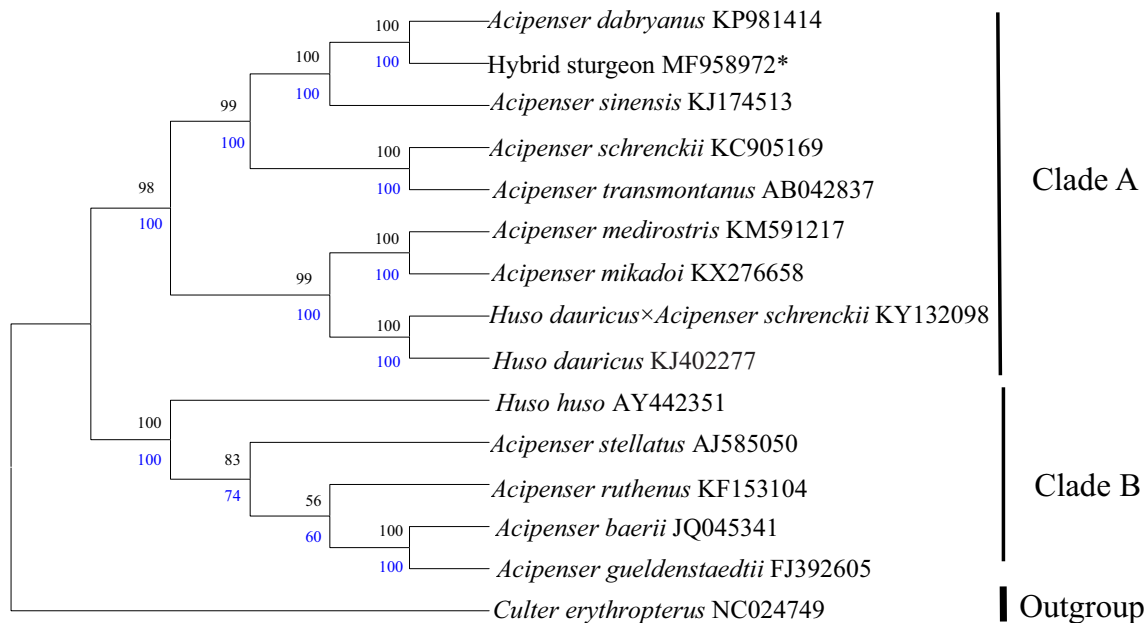 Acipenser dabryanus KP981414
100
100
Hybrid sturgeon MF958972*
100
100
Acipenser sinensis KJ174513
99
100
Acipenser schrenckii KC905169
100
100
Acipenser transmontanus AB042837
Clade A
98
100
Acipenser medirostris KM591217
100
100
Acipenser mikadoi KX276658
99
100
Huso dauricus×Acipenser schrenckii KY132098
100
100
Huso dauricus KJ402277
Huso huso AY442351
100
100
Acipenser stellatus AJ585050
83
74
Acipenser ruthenus KF153104
Clade B
56
60
Acipenser baerii JQ045341
100
100
Acipenser gueldenstaedtii FJ392605
Culter erythropterus NC024749
Outgroup